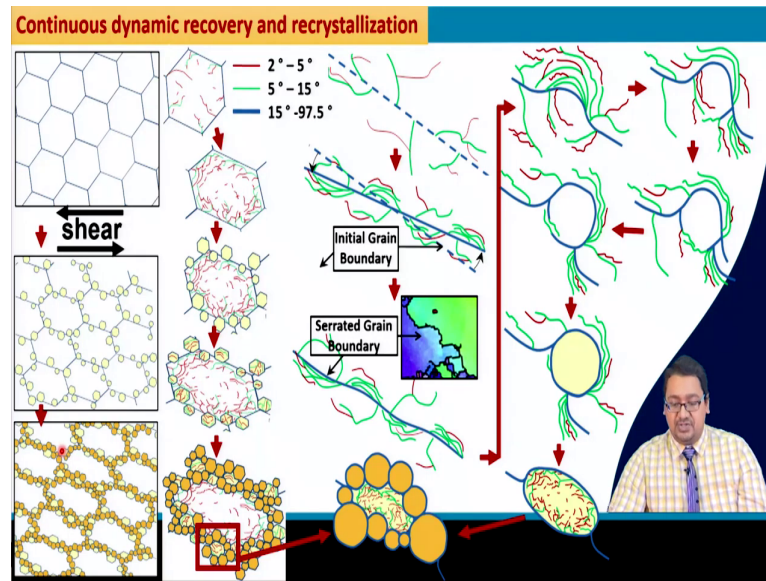 Continuous dynamic recovery and recrystallization
2° – 5°
5° – 15°
15° -97.5°
shear
Initial Grain
Boundary
Serrated Grain
Boundary